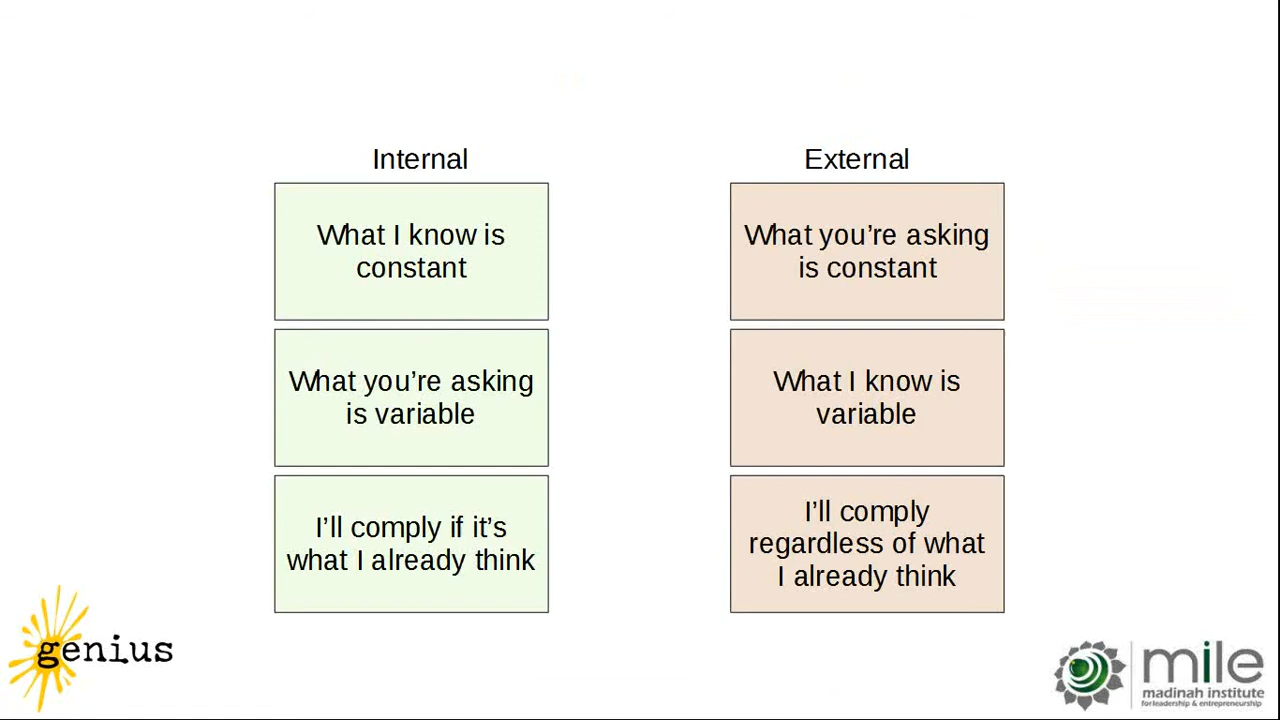 Internal
What I know is
constant
What you're asking
is variable
I'll comply if it's
what I already think
External
What you're asking
is constant
What I know is
variable
I'll comply
regardless of what
I already think
genius
mile
madinah institute
for leadership & entrepreneurship